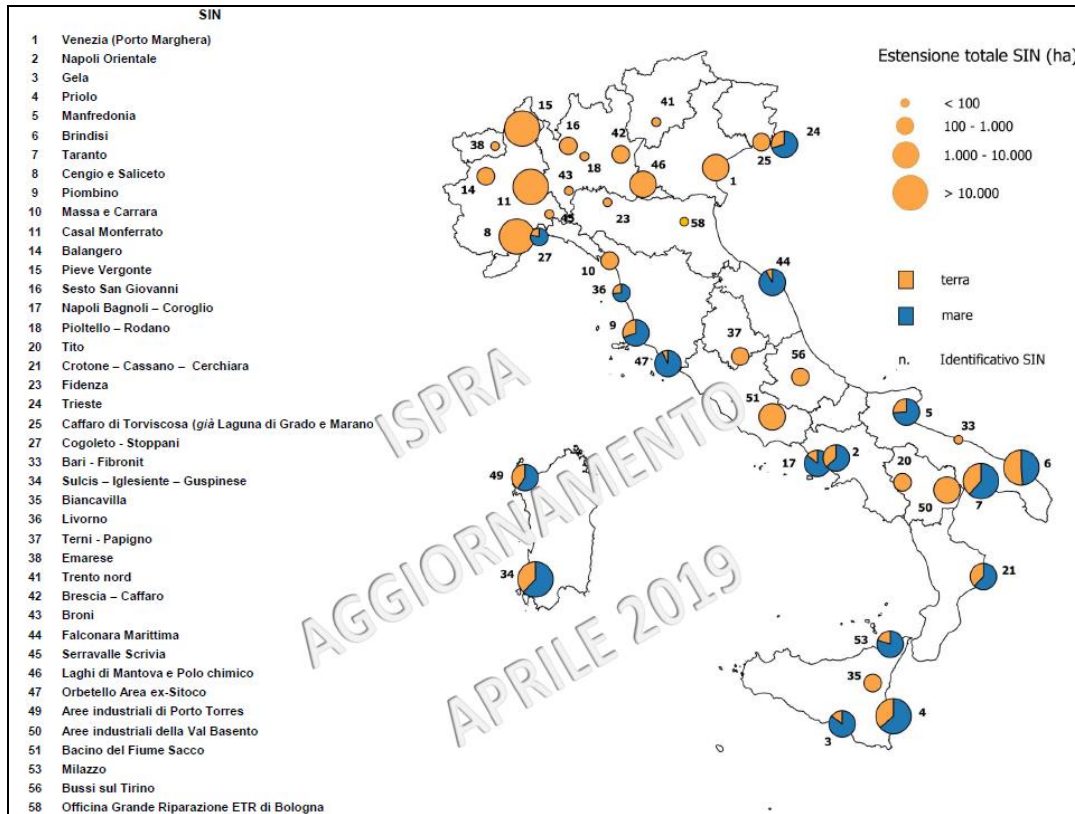 SIN
1 Venezia (Porto Marghera)
2 Napoli Orientale
3 Gela
4 Priolo
5 Manfredonia
6 Brindisi
7 Taranto
8 Cengio e Saliceto
9 Piombino
10 Massa e Carrara
11 Casal Monferrato
14 Balangero
15 Pieve Vergonte
16 Sesto San Giovanni
17 Napoli Bagnoli – Coroglio
18 Pioltello – Rodano
20 Tito
21 Crotone – Cassano – Cerchiara
23 Fidenza
24 Trieste
25 Caffaro di Torviscosa (già Laguna di Grado e Marano
27 Cogoleto - Stoppani
33 Bari - Fibronit
34 Sulcis – Iglesiente – Guspinese
35 Biancavilla
36 Livorno
37 Terni - Papigno
38 Emarese
41 Trento nord
42 Brescia – Caffaro
43 Broni
44 Falconara Marittima
45 Serravalle Scrivia
46 Laghi di Mantova e Polo chimico
47 Orbetello Area ex-Sitoco
49 Aree industriali di Porto Torres
50 Aree industriali della Val Basento
51 Bacino del Fiume Sacco
53 Milazzo
56 Bussi sul Tirino
58 Officina Grande Riparazione ETR di Bologna
Estensione totale SIN (ha)
< 100
100 - 1.000
1.000 - 10.000
> 10.000
terra
mare
n. Identificativo SIN
15
41
16
42
24
38
18
25
14
43
46
1
11
23
45
58
8
27
10
44
36
9
37
47
56
51
5
33
17
2
20
6
49
50
7
34
21
53
35
4
3
ISPRA
AGGIORNAMENTO
APRILE 2019